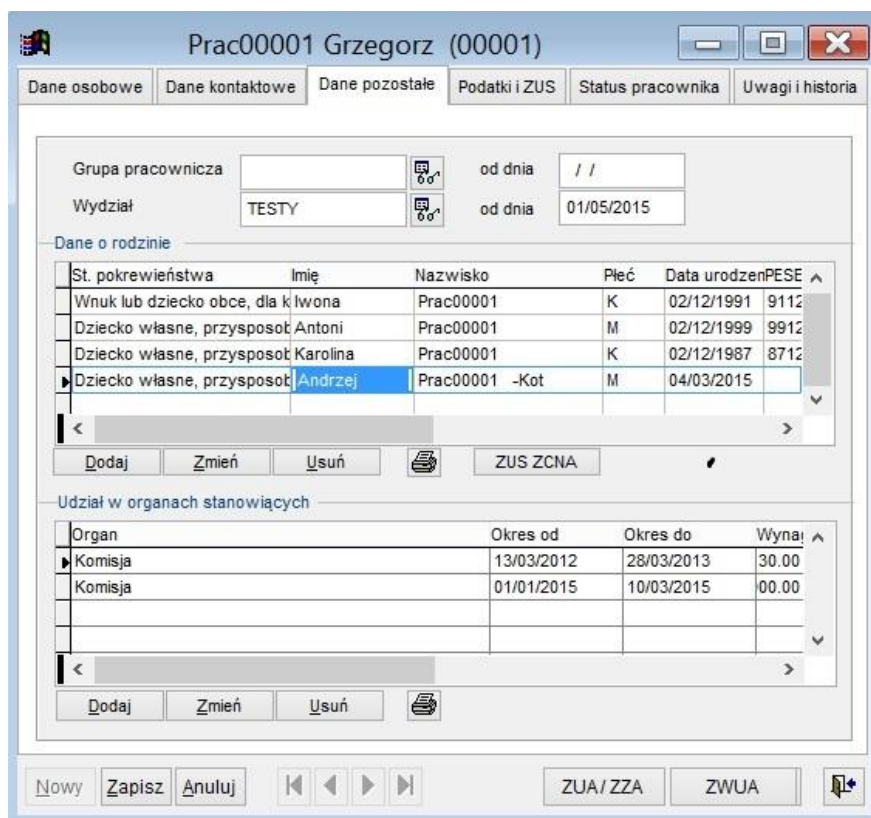 Prac00001 Grzegorz (00001)
Dane osobowe Dane kontaktowe Dane pozostałe Podatki i ZUS Status pracownika Uwagi i historia
Grupa pracownicza od dnia / /
Wydział TESTY od dnia 01/05/2015
Dane o rodzinie
St. pokrewieństwa Imię Nazwisko Płeć Data urodzen PESE
Wnuk lub dziecko obce, dla k Iwona Prac00001 K 02/12/1991 9112
Dziecko własne, przysposob Antoni Prac00001 M 02/12/1999 9912
Dziecko własne, przysposob Karolina Prac00001 K 02/12/1987 8712
Dziecko własne, przysposob Andrzej Prac00001 -Kot M 04/03/2015
Dodaj Zmień Usuń ZUS ZCNA
Udział w organach stanowiących
Organ Okres od Okres do Wynag
Komisja 13/03/2012 28/03/2013 30.00
Komisja 01/01/2015 10/03/2015 00.00
Dodaj Zmień Usuń
Nowy Zapisz Anuluj ZUA/ ZZA ZWUA